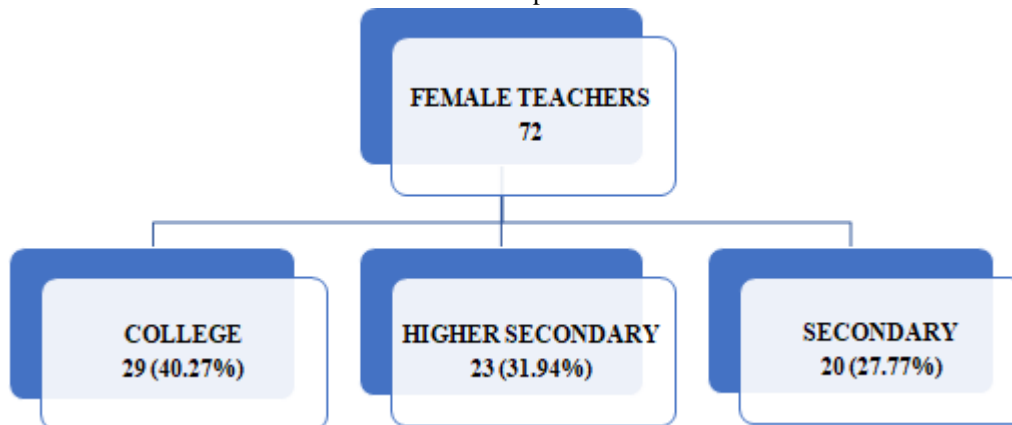 FEMALE TEACHERS
72
COLLEGE
29 (40.27%)
HIGHER SECONDARY
23 (31.94%)
SECONDARY
20 (27.77%)